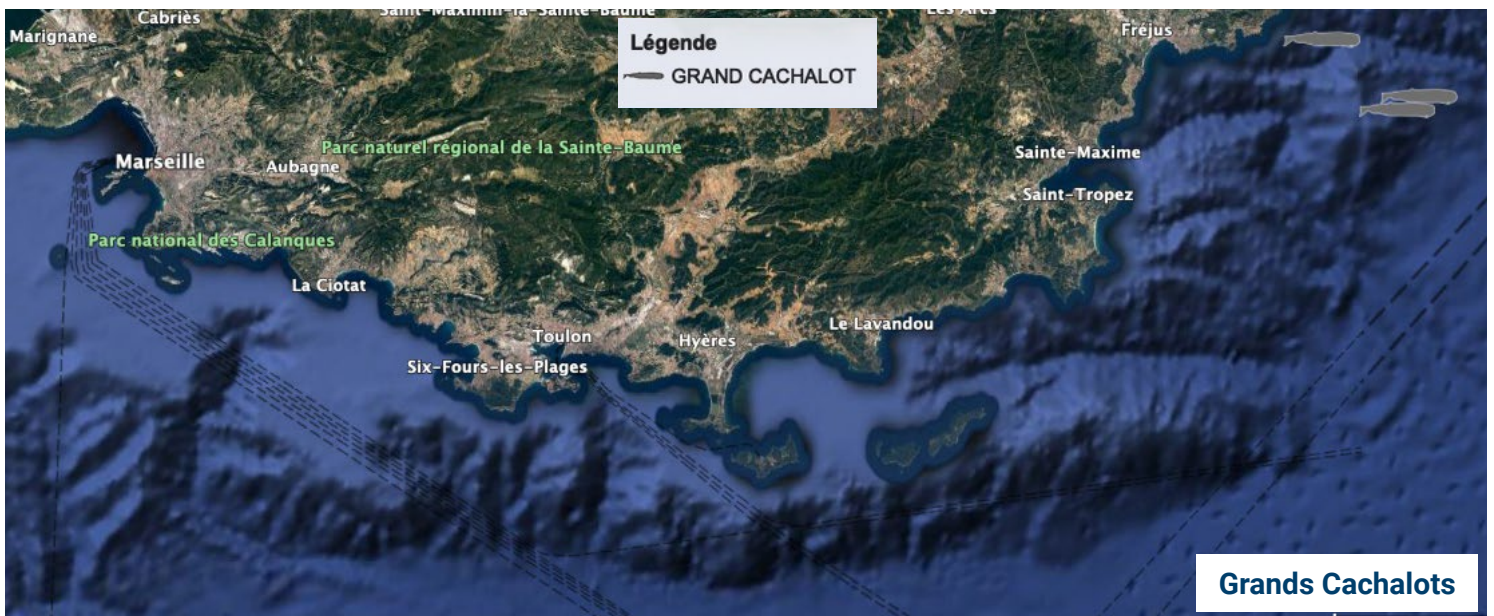 Cabriès
Saint-Maximin-la-Sainte-Baume
Les Arcs
Marignane
Légende
GRAND CACHALOT
Fréjus
Marseille
Aubagne
Parc naturel régional de la Sainte-Baume
Sainte-Maxime
Saint-Tropez
Parc national des Calanques
La Ciotat
Toulon
Hyères
Le Lavandou
Six-Fours-les-Plages
Grands Cachalots